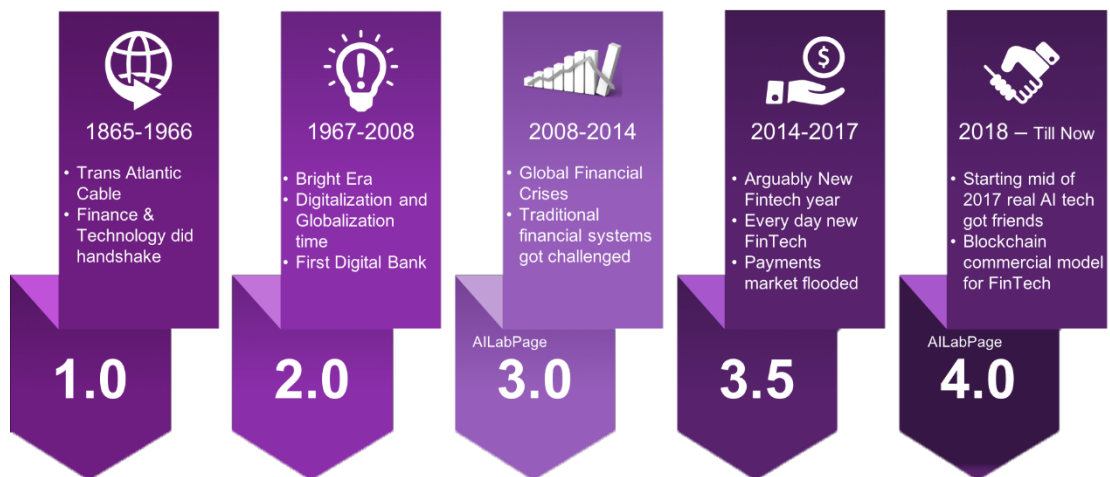 1865-1966
• Trans Atlantic
Cable
• Finance &
Technology did
handshake
1.0
1967-2008
• Bright Era
• Digitalization and
Globalization
time
• First Digital Bank
2.0
2008-2014
• Global Financial
Crises
• Traditional
financial systems
got challenged
AILabPage
3.0
$
2014-2017
• Arguably New
Fintech year
• Every day new
FinTech
• Payments
market flooded
3.5
2018 – Till Now
• Starting mid of
2017 real AI tech
got friends
• Blockchain
commercial model
for FinTech
AILabPage
4.0